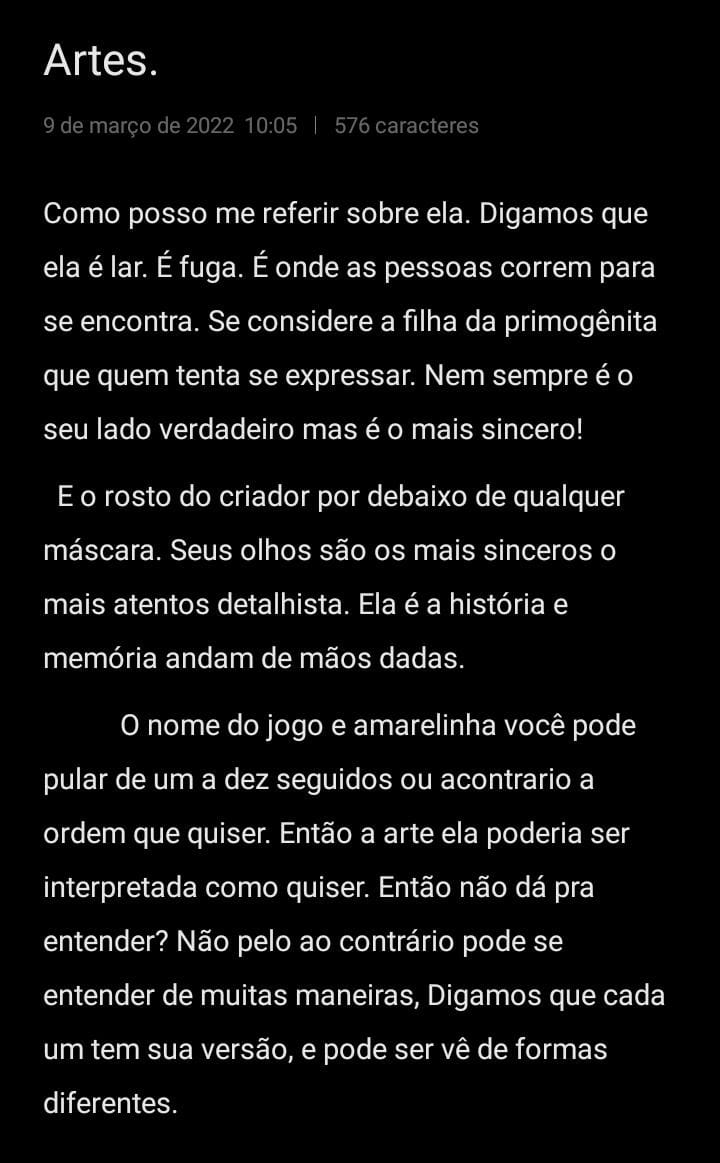 Artes.
9 de março de 2022 10:05 | 576 caracteres
Como posso me referir sobre ela. Digamos que
ela é lar. É fuga. É onde as pessoas correm para
se encontra. Se considere a filha da primogênita
que quem tenta se expressar. Nem sempre é o
seu lado verdadeiro mas é o mais sincero!
E o rosto do criador por debaixo de qualquer
máscara. Seus olhos são os mais sinceros o
mais atentos detalhista. Ela é a história e
memória andam de mãos dadas.
O nome do jogo e amarelinha você pode
pular de um a dez seguidos ou acontrario a
ordem que quiser. Então a arte ela poderia ser
interpretada como quiser. Então não dá pra
entender? Não pelo ao contrário pode se
entender de muitas maneiras, Digamos que cada
um tem sua versão, e pode ser vê de formas
diferentes.